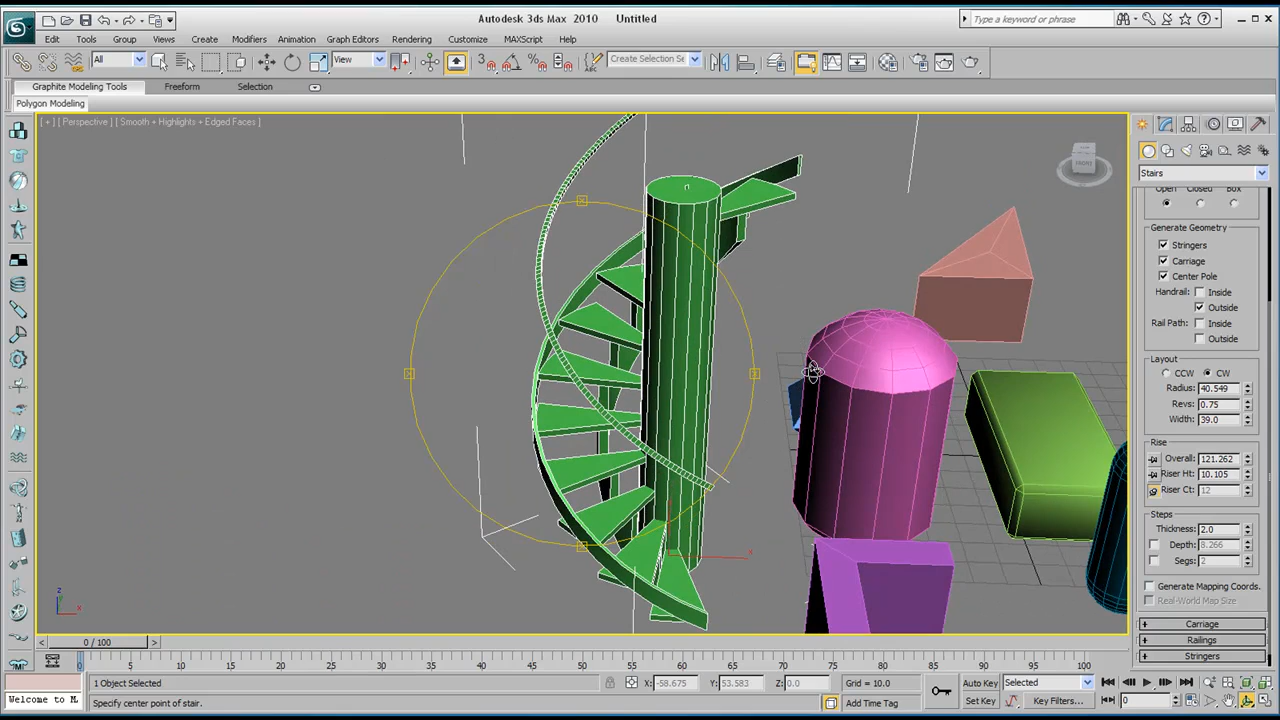 Autodesk 3ds Max 2010 Untitled
Type a keyword or phrase
Edit Tools Group Views Create Modifiers Animation Graph Editors Rendering Customize MAXScript Help
All View Create Selection Se
Graphite Modeling Tools Freeform Selection
Polygon Modeling
[ + ] [ Perspective ] [ Smooth + Highlights + Edged Faces ]
FRONT
Stairs
Open Closed Box
Generate Geometry
Stringers
Carriage
Center Pole
Handrail: Inside
Outside
Rail Path: Inside
Outside
Layout
CCW CW
Radius: 40.549
Revs: 0.75
Width: 39.0
Rise
Overall: 121.262
Riser Ht: 10.105
Riser Ct: 12
Steps
Thickness: 2.0
Depth: 8.266
Segs: 2
Generate Mapping Coords.
Real-World Map Size
+ Carriage
+ Railings
+ Stringers
z
x
x
< 0 / 100 >
0 5 10 15 20 25 30 35 40 45 50 55 60 65 70 75 80 85 90 95 100
1 Object Selected X: -58.675 Y: 53.583 Z: 0.0 Grid = 10.0 Auto Key Selected
Welcome to M Specify center point of stair. Add Time Tag Set Key Key Filters... 0